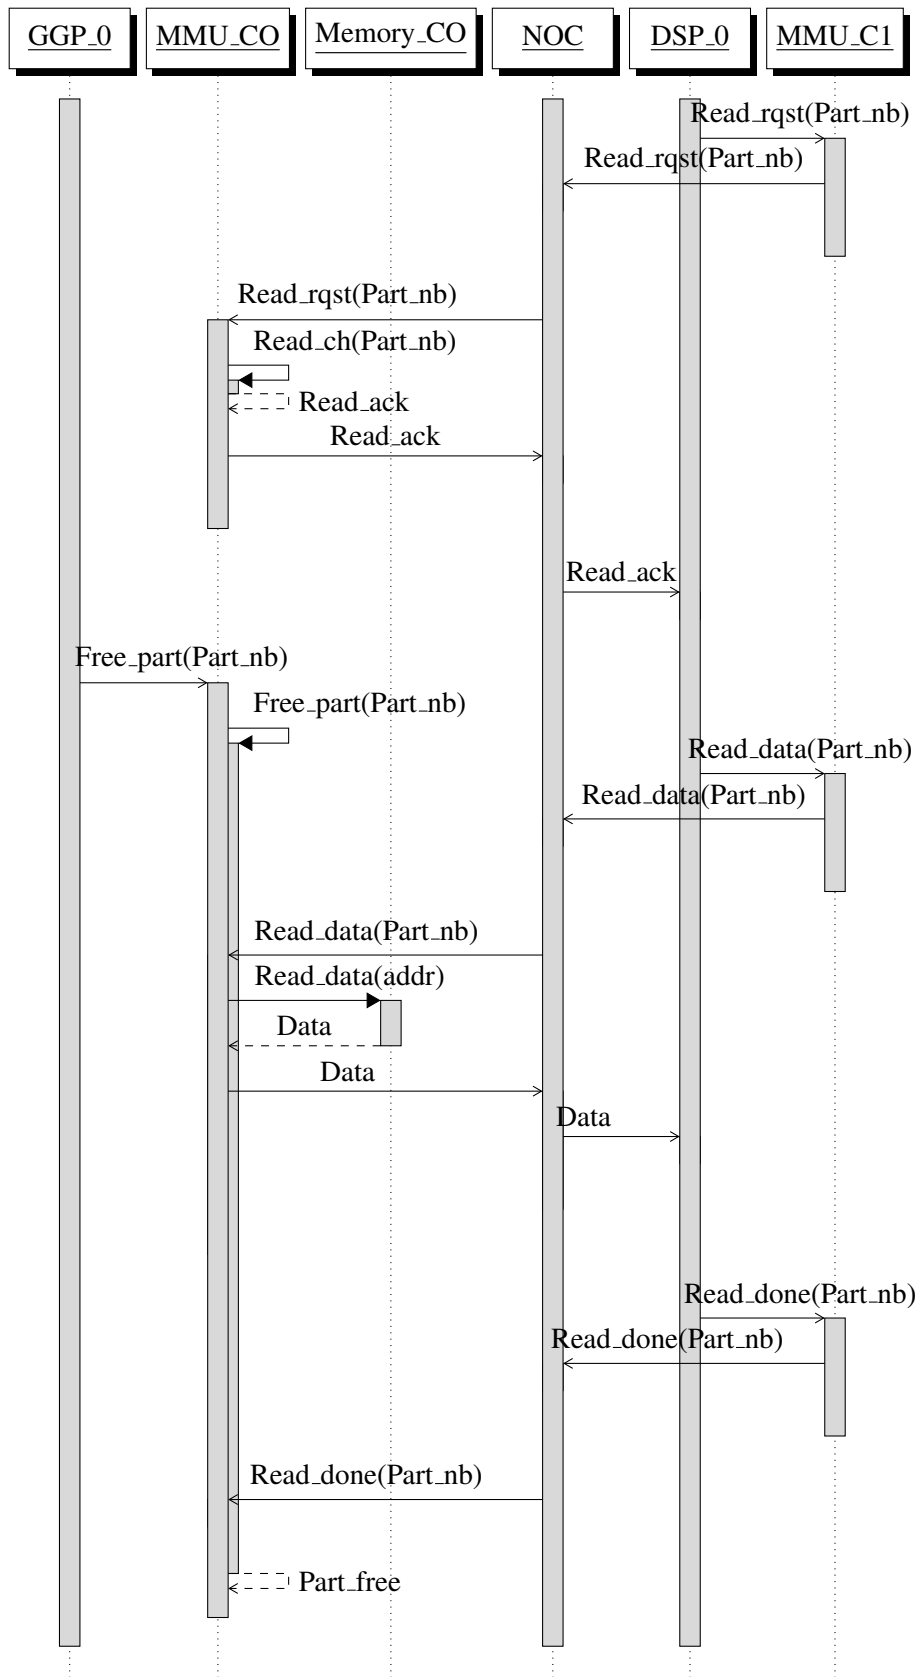 GGP_0
MMU_CO
Memory_CO
NOC
DSP_0
MMU_C1
Read_rqst(Part_nb)
Read_rqst(Part_nb)
Read_rqst(Part_nb)
Read_ch(Part_nb)
Read_ack
Read_ack
Read_ack
Free_part(Part_nb)
Free_part(Part_nb)
Read_data(Part_nb)
Read_data(Part_nb)
Read_data(Part_nb)
Read_data(addr)
Data
Data
Data
Read_done(Part_nb)
Read_done(Part_nb)
Read_done(Part_nb)
Part_free